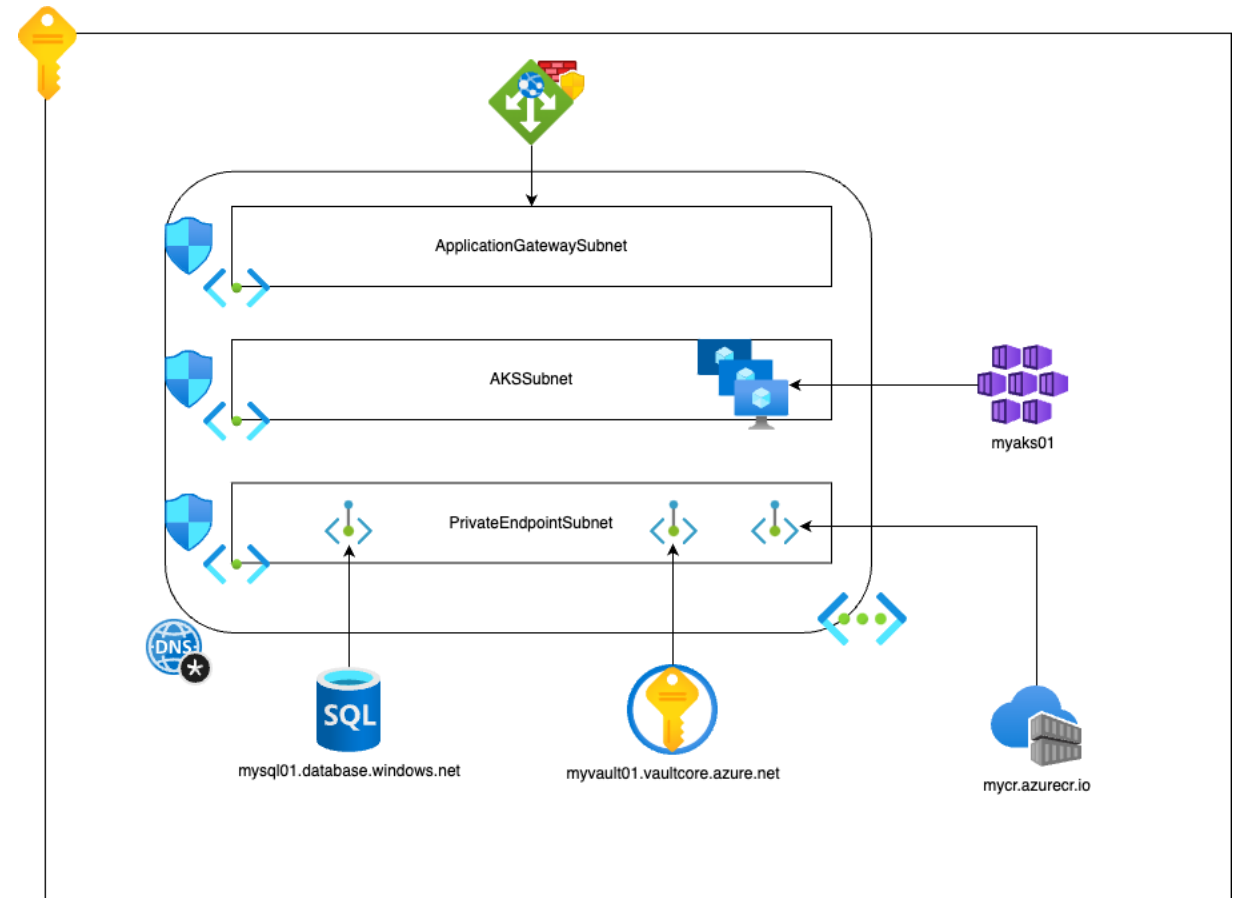 ApplicationGatewaySubnet
AKSSubnet
myaks01
PrivateEndpointSubnet
DNS
*
SQL
mysql01.database.windows.net
myvault01.vaultcore.azure.net
mycr.azurecr.io